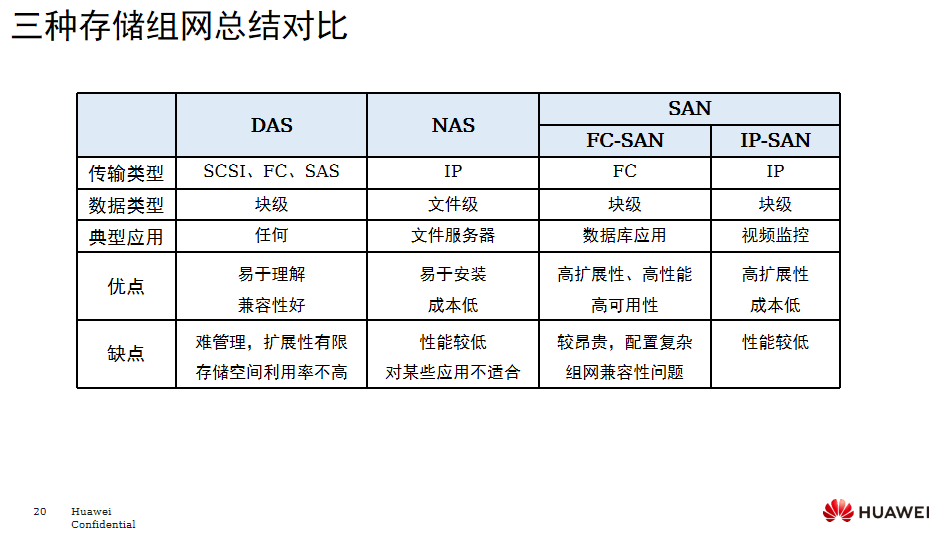 三种存储组网总结对比
DAS NAS SAN
FC-SAN IP-SAN
传输类型 SCSI、FC、SAS IP FC IP
数据类型 块级 文件级 块级 块级
典型应用 任何 文件服务器 数据库应用 视频监控
优点 易于理解 易于安装 高扩展性、高性能 高扩展性
兼容性好 成本低 高可用性 成本低
缺点 难管理，扩展性有限 性能较低 较昂贵，配置复杂 性能较低
存储空间利用率不高 对某些应用不适合 组网兼容性问题
20 Huawei
Confidential
HUAWEI